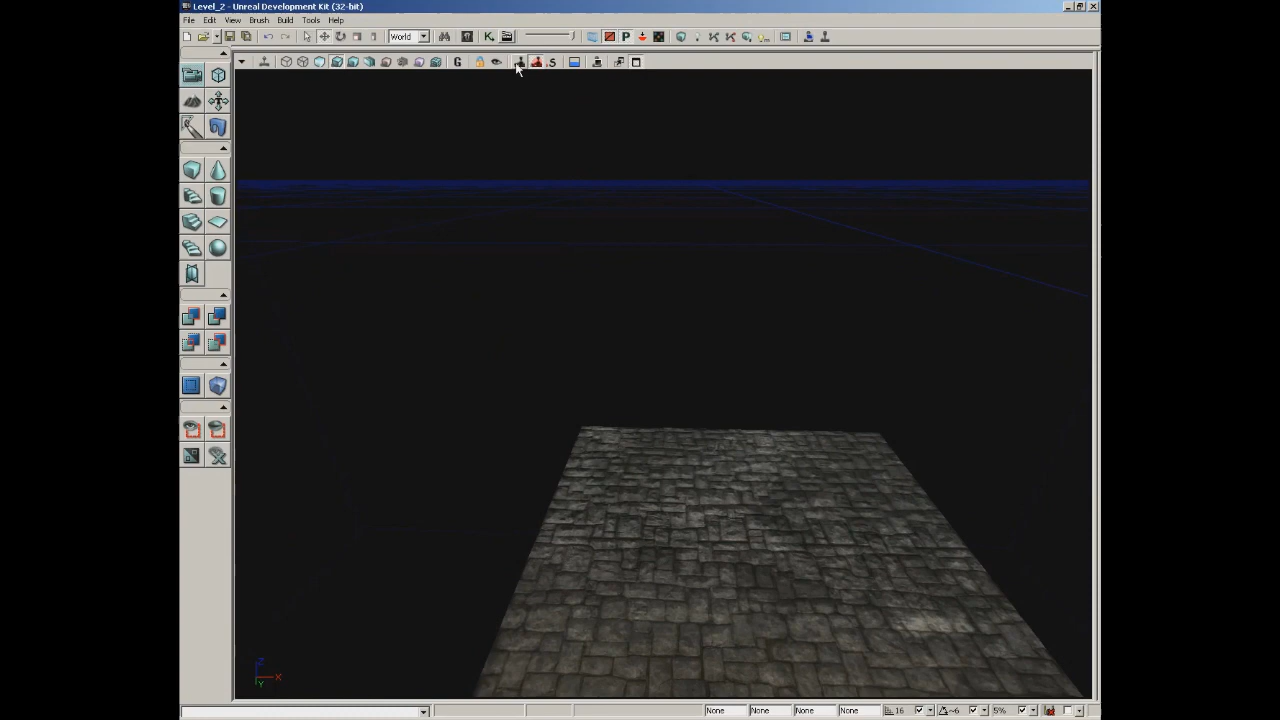 Level_2 - Unreal Development Kit (32-bit)
File Edit View Brush Build Tools Help
World
G
P
S
Z
X
Y
None None None None 16 ~6 5%